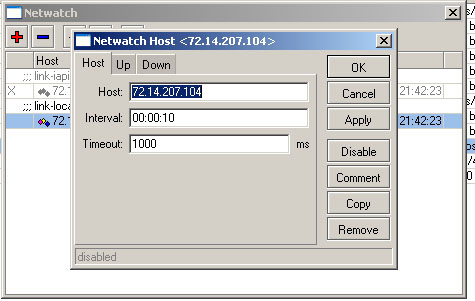 Netwatch
Host
;;; link-iapi
X 72.1 21:42:23
;;; link-loca
72.1 21:42:23
Netwatch Host <72.14.207.104>
Host Up Down
Host: 72.14.207.104
Interval: 00:00:10
Timeout: 1000 ms
OK
Cancel
Apply
Disable
Comment
Copy
Remove
disabled